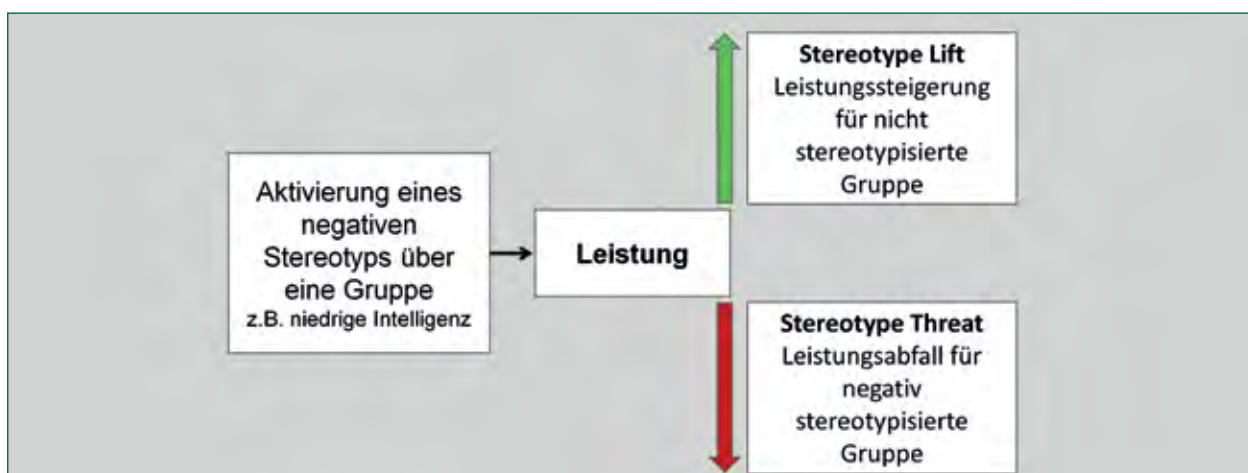 Aktivierung eines
negativen
Stereotyps über
eine Gruppe
z.B. niedrige Intelligenz
Leistung
Stereotype Lift
Leistungssteigerung
für nicht
stereotypisierte
Gruppe
Stereotype Threat
Leistungsabfall für
negativ
stereotypisierte
Gruppe